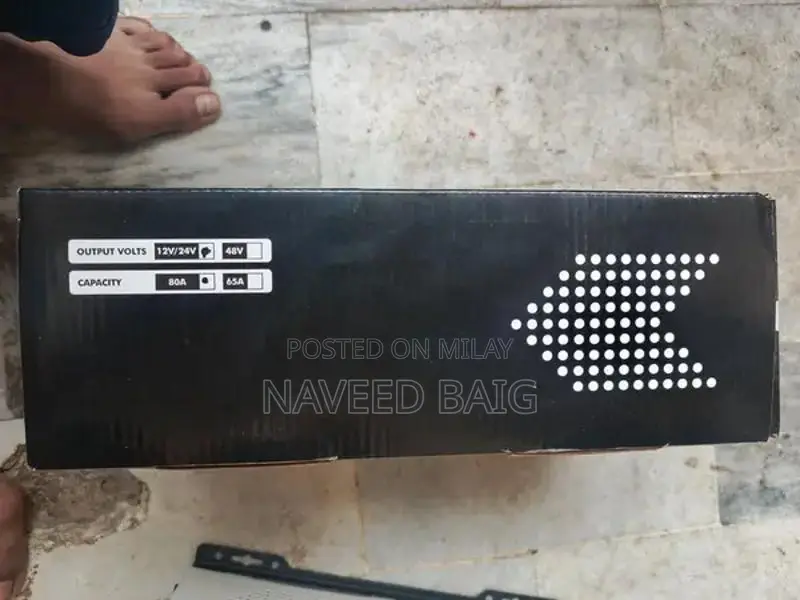 OUTPUT VOLTS 12V/24V 48V
CAPACITY 80A 65A
POSTED ON MILAY
NAVEED BAIG